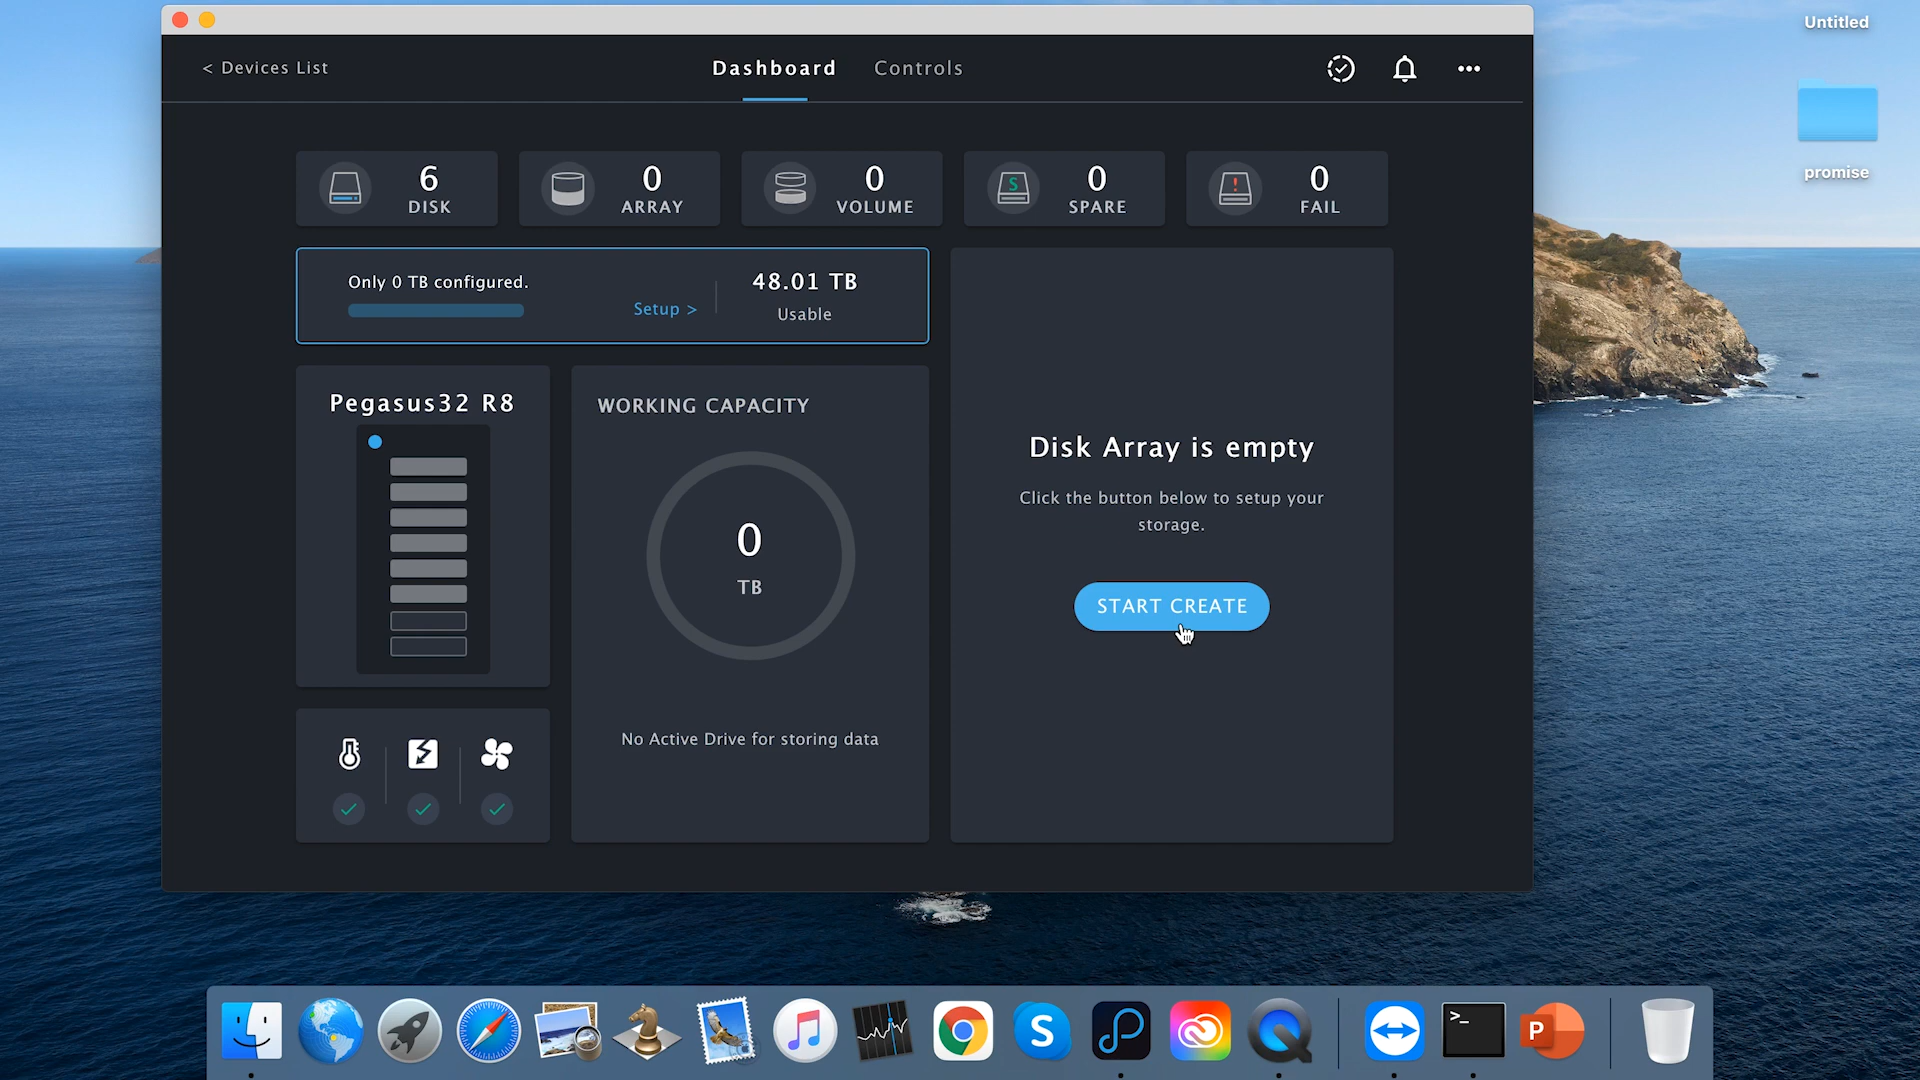 Untitled
< Devices List
Dashboard
Controls
6
DISK
0
ARRAY
0
VOLUME
S
0
SPARE
!
0
FAIL
Only 0 TB configured.
Setup >
48.01 TB
Usable
Pegasus32 R8
WORKING CAPACITY
0
TB
No Active Drive for storing data
Disk Array is empty
Click the button below to setup your
storage.
START CREATE
promise
S
>_
P